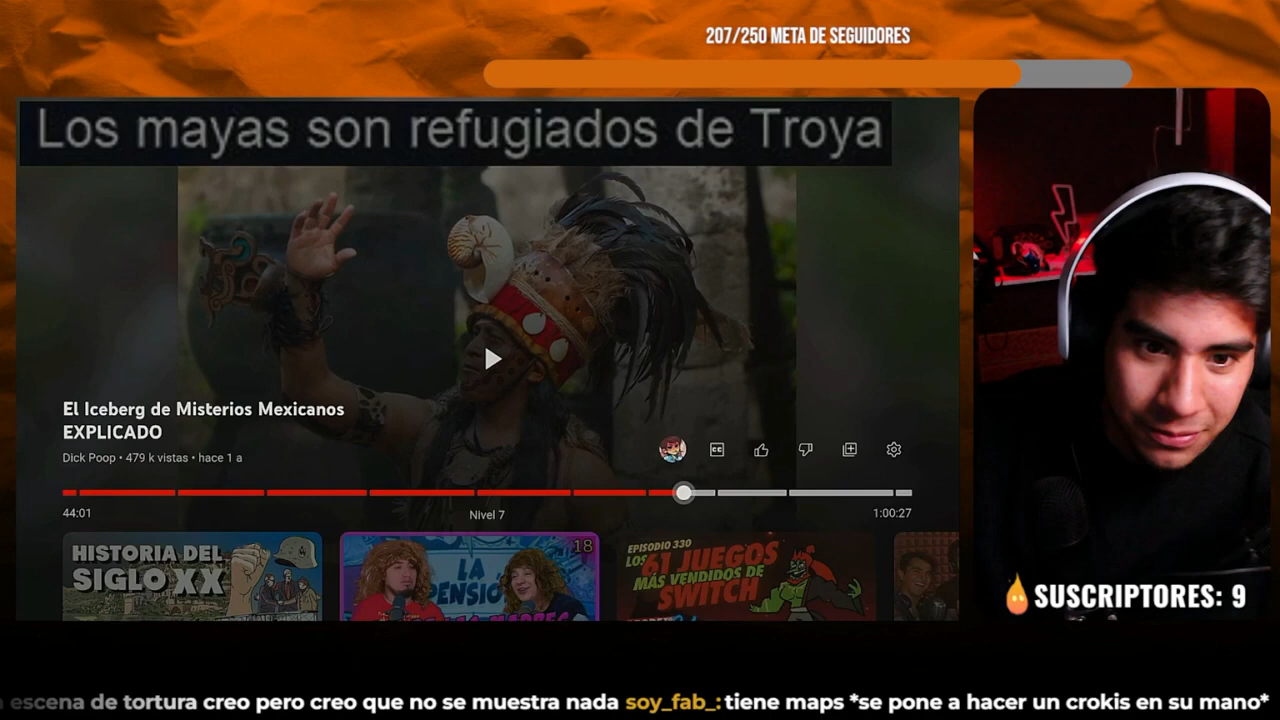 207/250 META DE SEGUIDORES
Los mayas son refugiados de Troya
El Iceberg de Misterios Mexicanos
EXPLICADO
Dick Poop • 479 k vistas • hace 1 a
CC
44:01
Nivel 7
1:00:27
HISTORIA DEL
SIGLO XX
LA
PENSIO
18
EPISODIO 330
LOS 61 JUEGOS
MÁS VENDIDOS DE
SWITCH
SUSCRIPTORES: 9
escena de tortura creo pero creo que no se muestra nada soy_fab_: tiene maps *se pone a hacer un crokis en su mano*